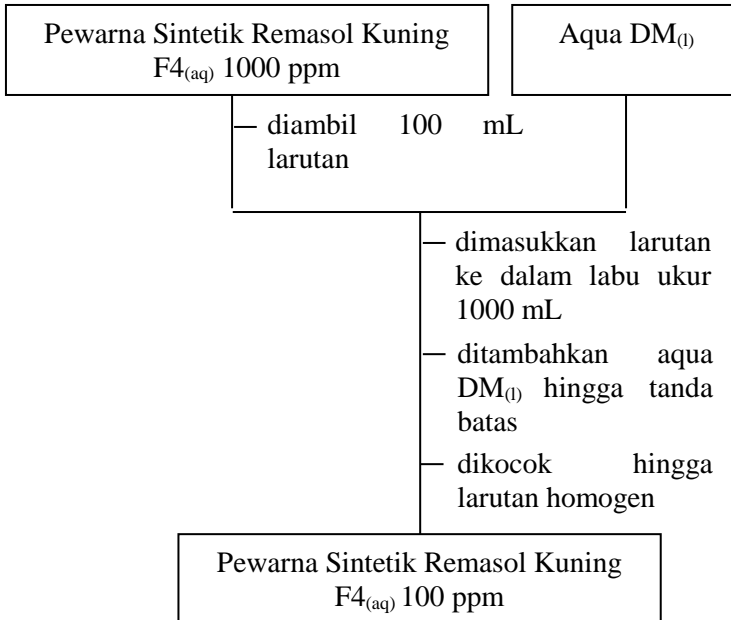 Pewarna Sintetik Remasol Kuning
F4(aq) 1000 ppm
Aqua DM(l)
diambil 100 mL
larutan
dimasukkan larutan
ke dalam labu ukur
1000 mL
ditambahkan aqua
DM(l) hingga tanda
batas
dikocok hingga
larutan homogen
Pewarna Sintetik Remasol Kuning
F4(aq) 100 ppm